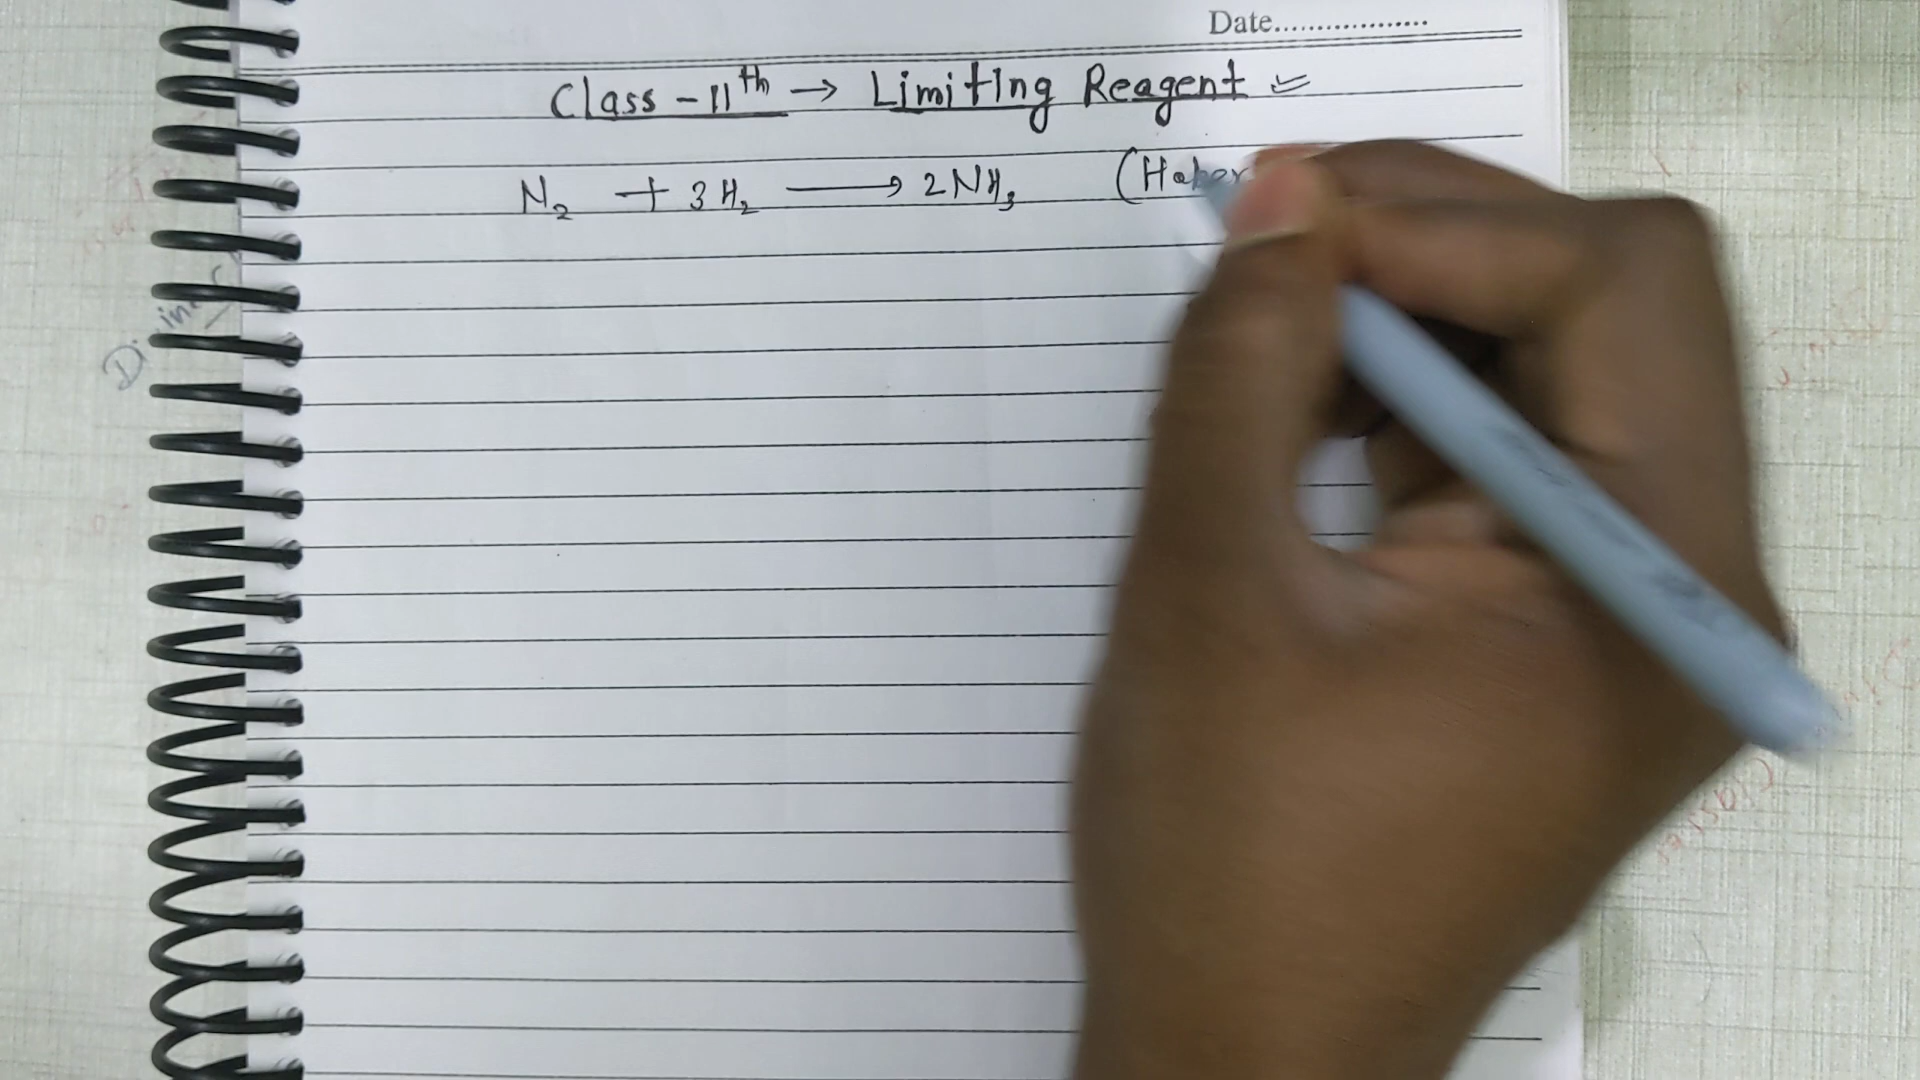 Date..................
Class - 11th → Limiting Reagent
N₂ + 3H₂ ⟶ 2NH₃ (Haber